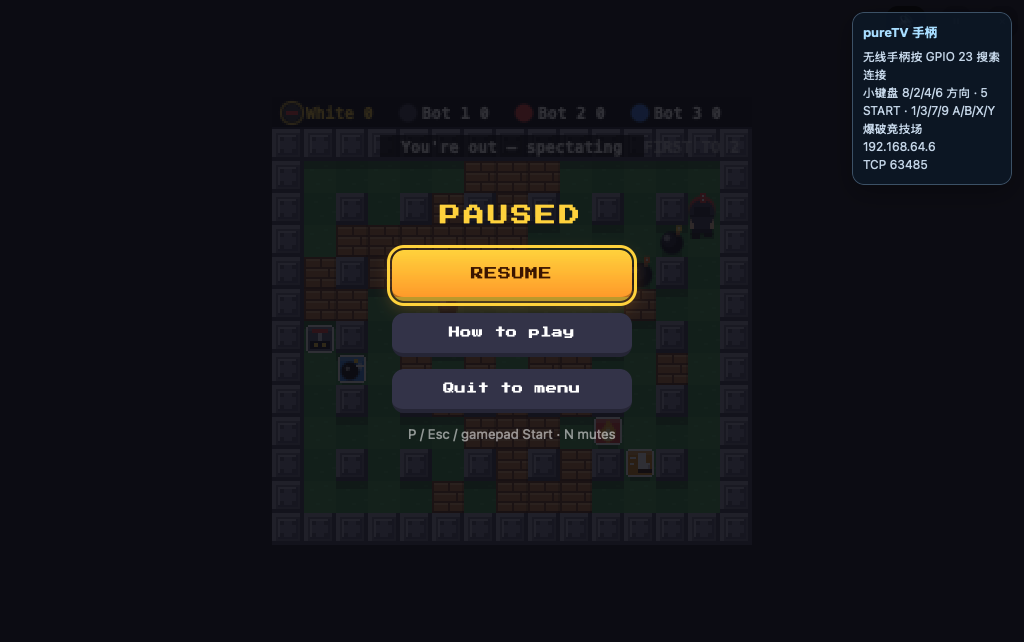 pureTV 手柄
无线手柄按 GPIO 23 搜索
连接
小键盘 8/2/4/6 方向 · 5
START · 1/3/7/9 A/B/X/Y
爆破竞技场
192.168.64.6
TCP 63485
White 0 Bot 1 0 Bot 2 0 Bot 3 0
You're out — spectating FIRST TO 2
PAUSED
RESUME
How to play
Quit to menu
P / Esc / gamepad Start · N mutes